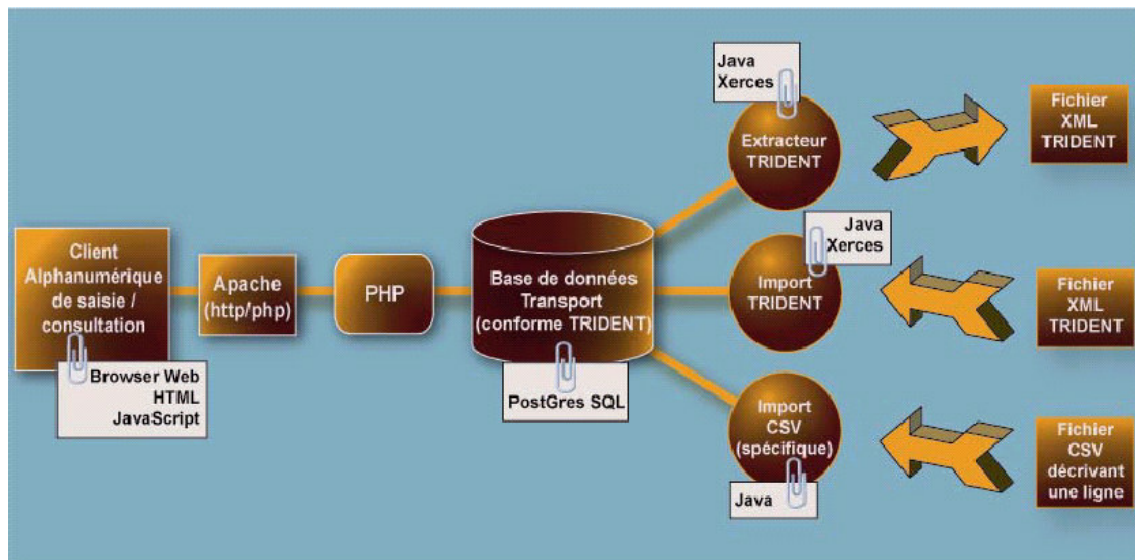 Client
Alphanumérique
de saisie /
consultation
Browser Web
HTML
JavaScript
Apache
(http/php)
PHP
Base de données
Transport
(conforme TRIDENT)
PostGres SQL
Java
Xerces
Extracteur
TRIDENT
Fichier
XML
TRIDENT
Java
Xerces
Import
TRIDENT
Fichier
XML
TRIDENT
Import
CSV
(spécifique)
Java
Fichier
CSV
décrivant
une ligne